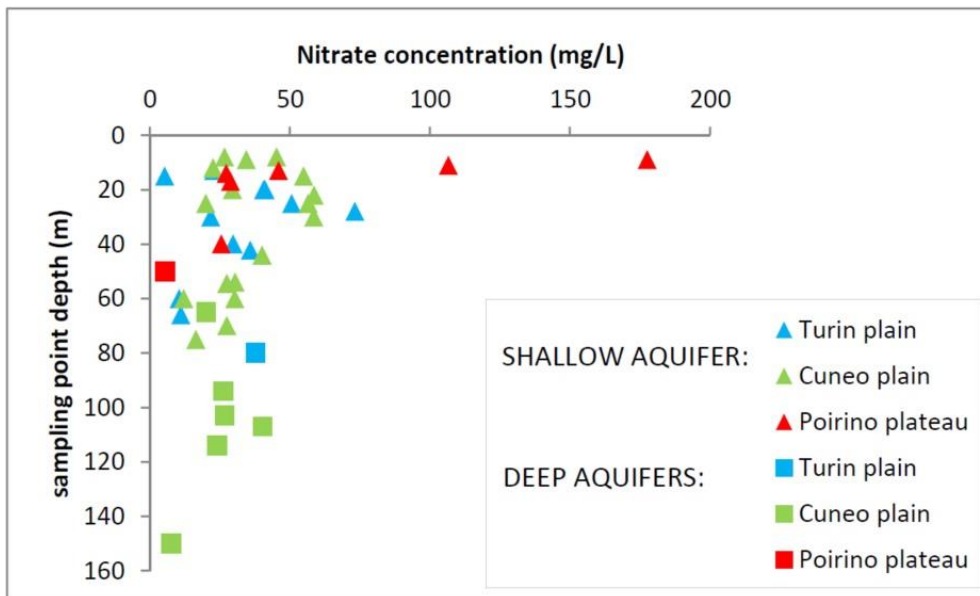 Nitrate concentration (mg/L)
0 50 100 150 200
sampling point depth (m)
0
20
40
60
80
100
120
140
160
SHALLOW AQUIFER:
Turin plain
Cuneo plain
Poirino plateau
DEEP AQUIFERS:
Turin plain
Cuneo plain
Poirino plateau